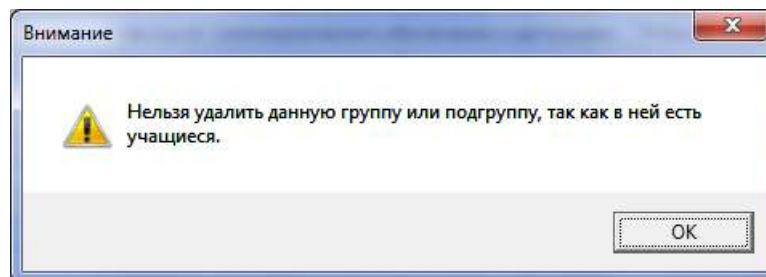 Внимание
Нельзя удалить данную группу или подгруппу, так как в ней есть
учащиеся.
OK